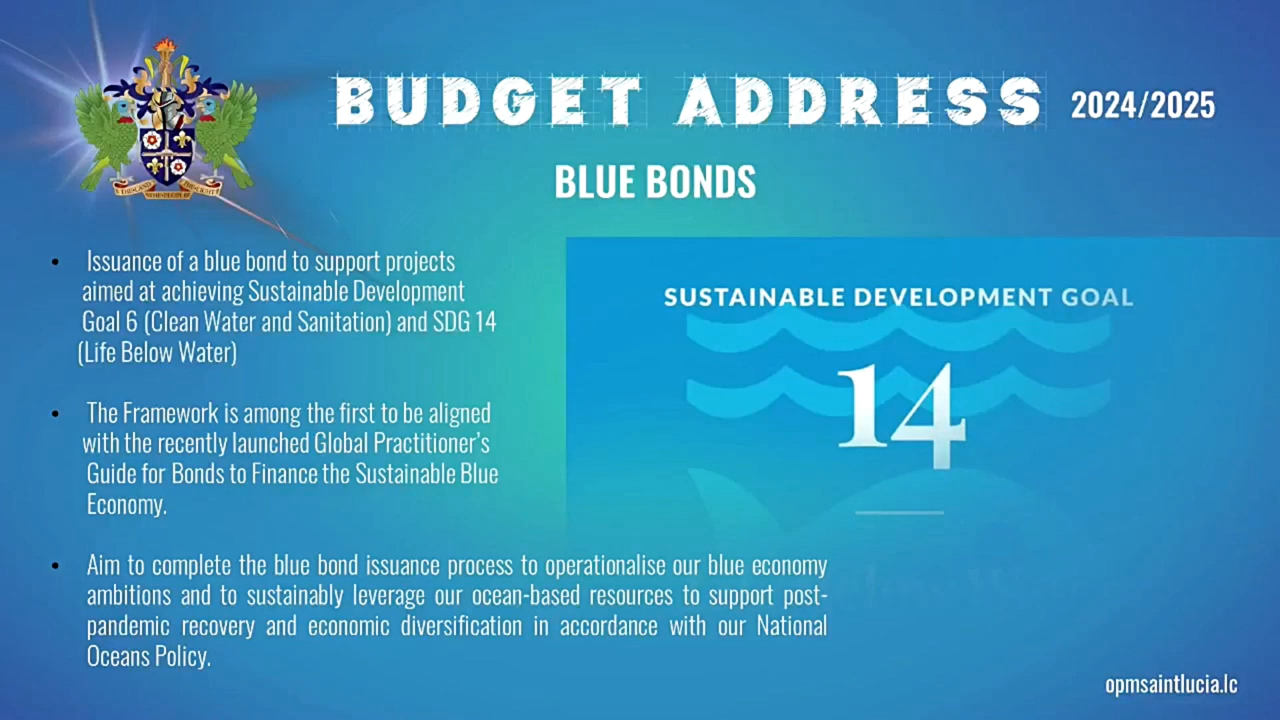 BUDGET ADDRESS 2024/2025
BLUE BONDS
• Issuance of a blue bond to support projects
aimed at achieving Sustainable Development
Goal 6 (Clean Water and Sanitation) and SDG 14
(Life Below Water)
• The Framework is among the first to be aligned
with the recently launched Global Practitioner's
Guide for Bonds to Finance the Sustainable Blue
Economy.
SUSTAINABLE DEVELOPMENT GOAL
14
• Aim to complete the blue bond issuance process to operationalise our blue economy
ambitions and to sustainably leverage our ocean-based resources to support post-
pandemic recovery and economic diversification in accordance with our National
Oceans Policy.
opmsaintlucia.lc